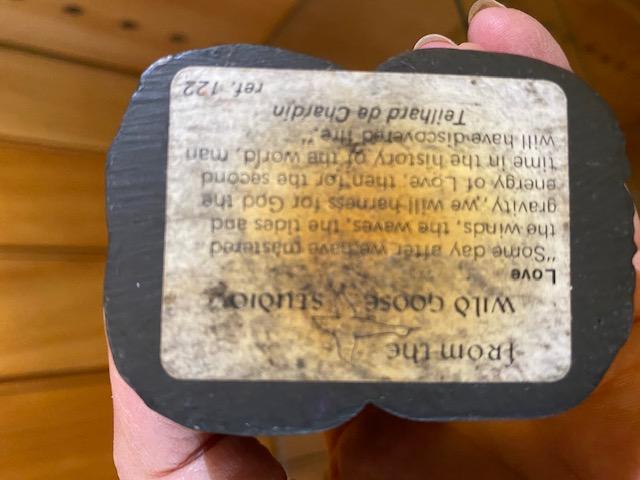 from the
wild goose studio
Love
"Some day after we have mastered
the winds, the waves, the tides and
gravity, we will harness for God the
energy of Love, then, for the second
time in the history of the world, man
will have discovered fire."
Teilhard de Chardin
ref. 122